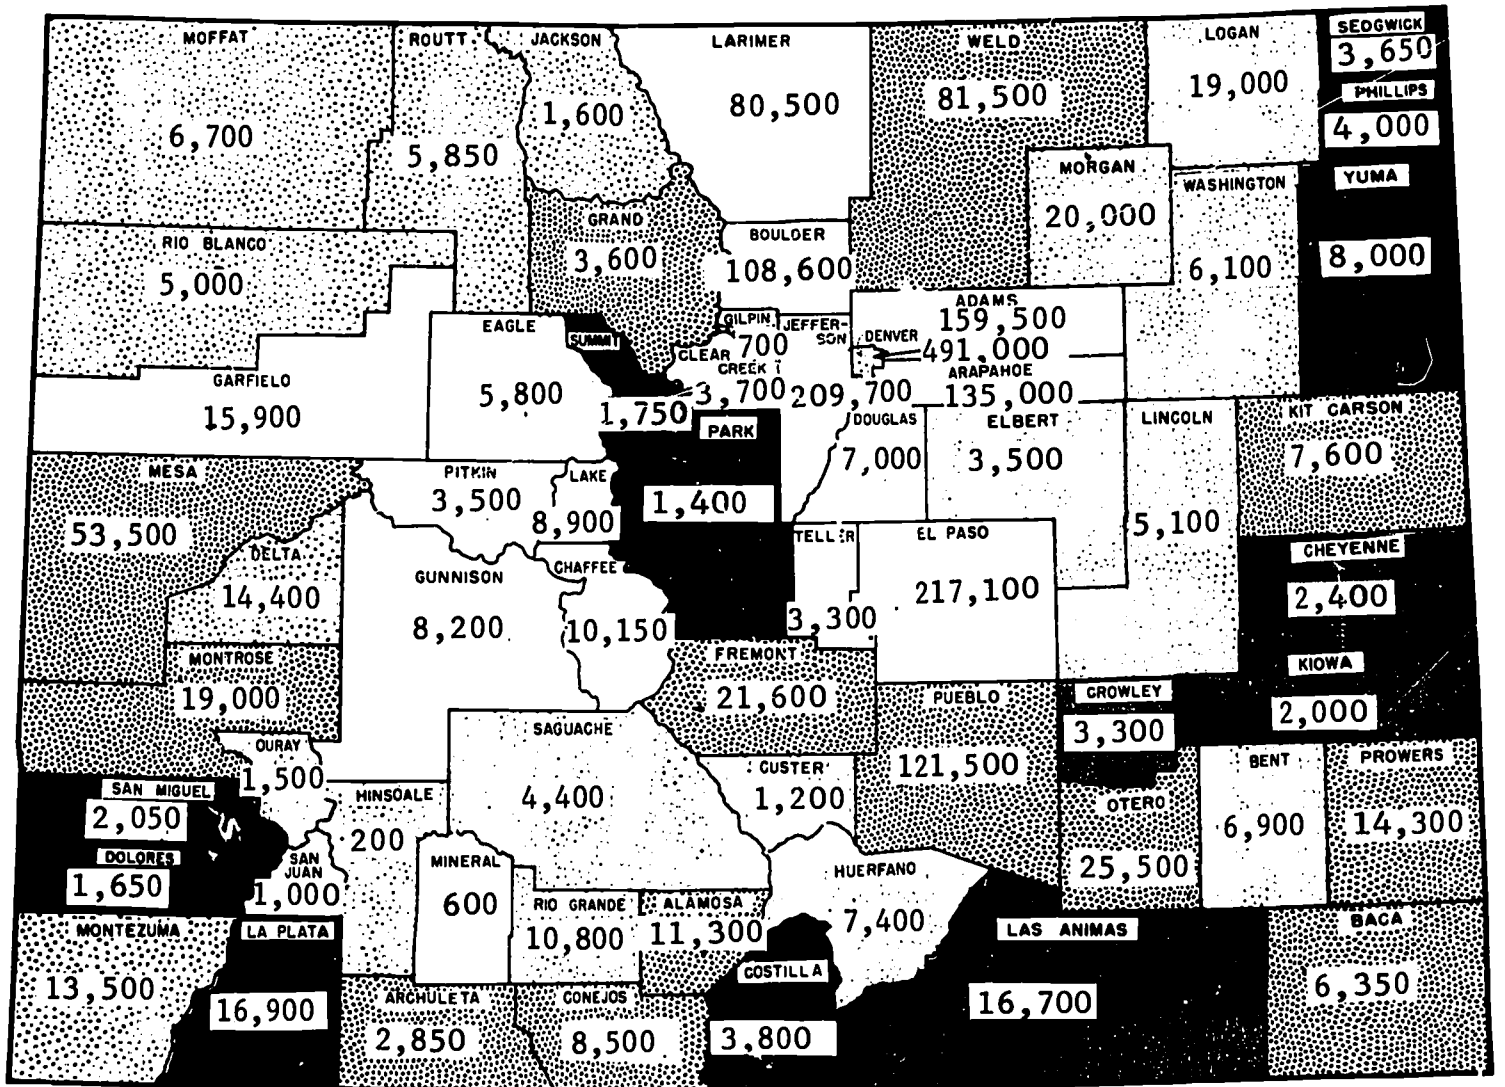 MOFFAT
6,700
ROUTT
5,850
JACKSON
1,600
LARIMER
80,500
WELD
81,500
LOGAN
19,000
SEDGWICK
3,650
PHILLIPS
4,000
MORGAN
20,000
WASHINGTON
6,100
YUMA
8,000
RIO BLANCO
5,000
GRAND
3,600
BOULDER
108,600
GILPIN
700
JEFFER-
SON
209,700
ADAMS
159,500
DENVER
491,000
ARAPAHOE
135,000
CLEAR
CREEK
3,700
EAGLE
5,800
SUMMIT
1,750
GARFIELD
15,900
PARK
1,400
DOUGLAS
7,000
ELBERT
3,500
LINCOLN
5,100
KIT CARSON
7,600
MESA
53,500
PITKIN
3,500
LAKE
8,900
DELTA
14,400
GUNNISON
8,200
CHAFFEE
10,150
TELLER
3,300
EL PASO
217,100
CHEYENNE
2,400
MONTROSE
19,000
FREMONT
21,600
PUEBLO
121,500
CROWLEY
3,300
KIOWA
2,000
OURAY
1,500
SAGUACHE
4,400
CUSTER
1,200
BENT
6,900
PROWERS
14,300
SAN MIGUEL
2,050
HINSDALE
200
OTERO
25,500
DOLORES
1,650
SAN
JUAN
1,000
MINERAL
600
RIO GRANDE
10,800
ALAMOSA
11,300
HUERFANO
7,400
MONTEZUMA
13,500
LA PLATA
16,900
COSTILLA
3,800
LAS ANIMAS
16,700
BACA
6,350
ARCHULETA
2,850
CONEJOS
8,500